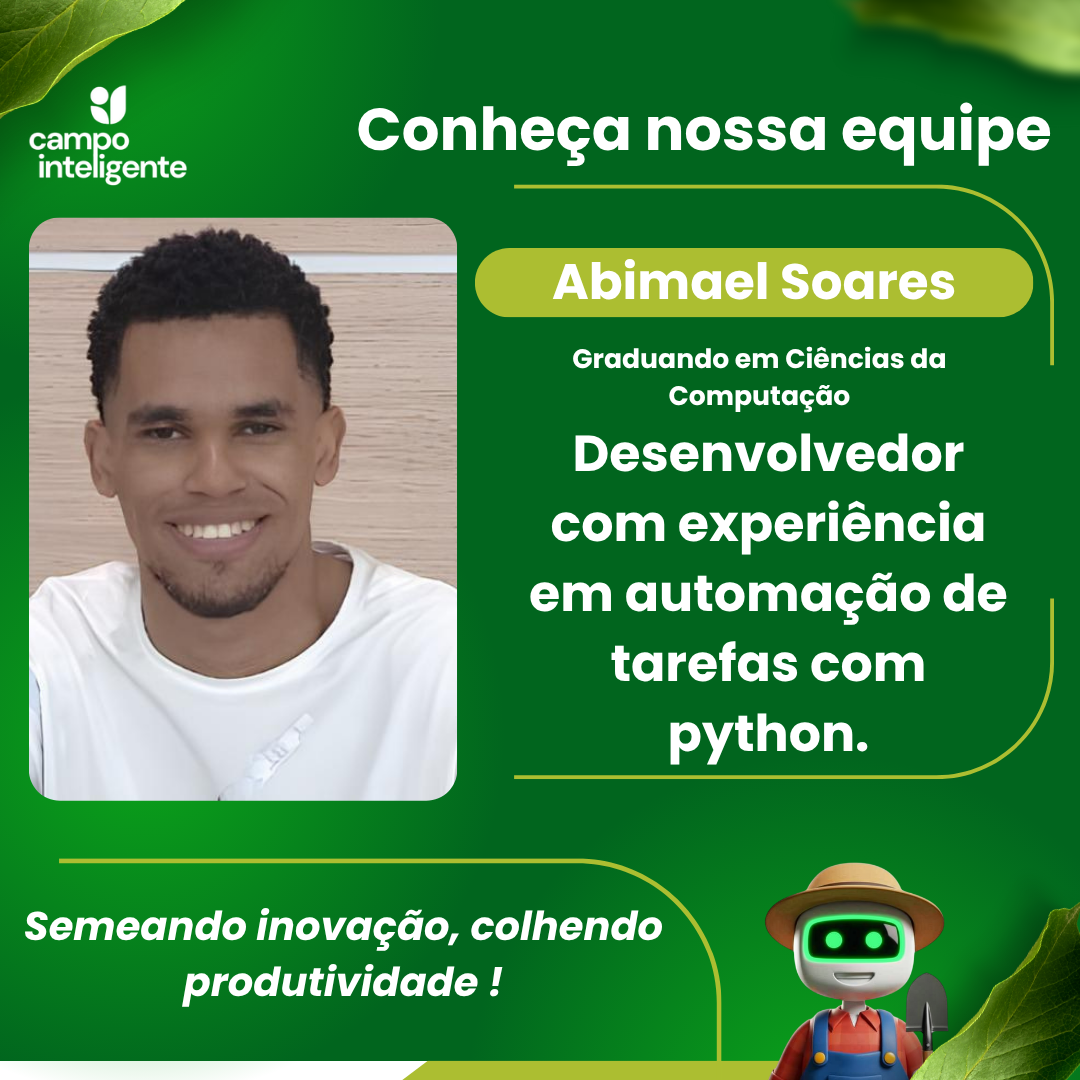 campo
inteligente
Conheça nossa equipe
Abimael Soares
Graduando em Ciências da
Computação
Desenvolvedor
com experiência
em automação de
tarefas com
python.
Semeando inovação, colhendo
produtividade !